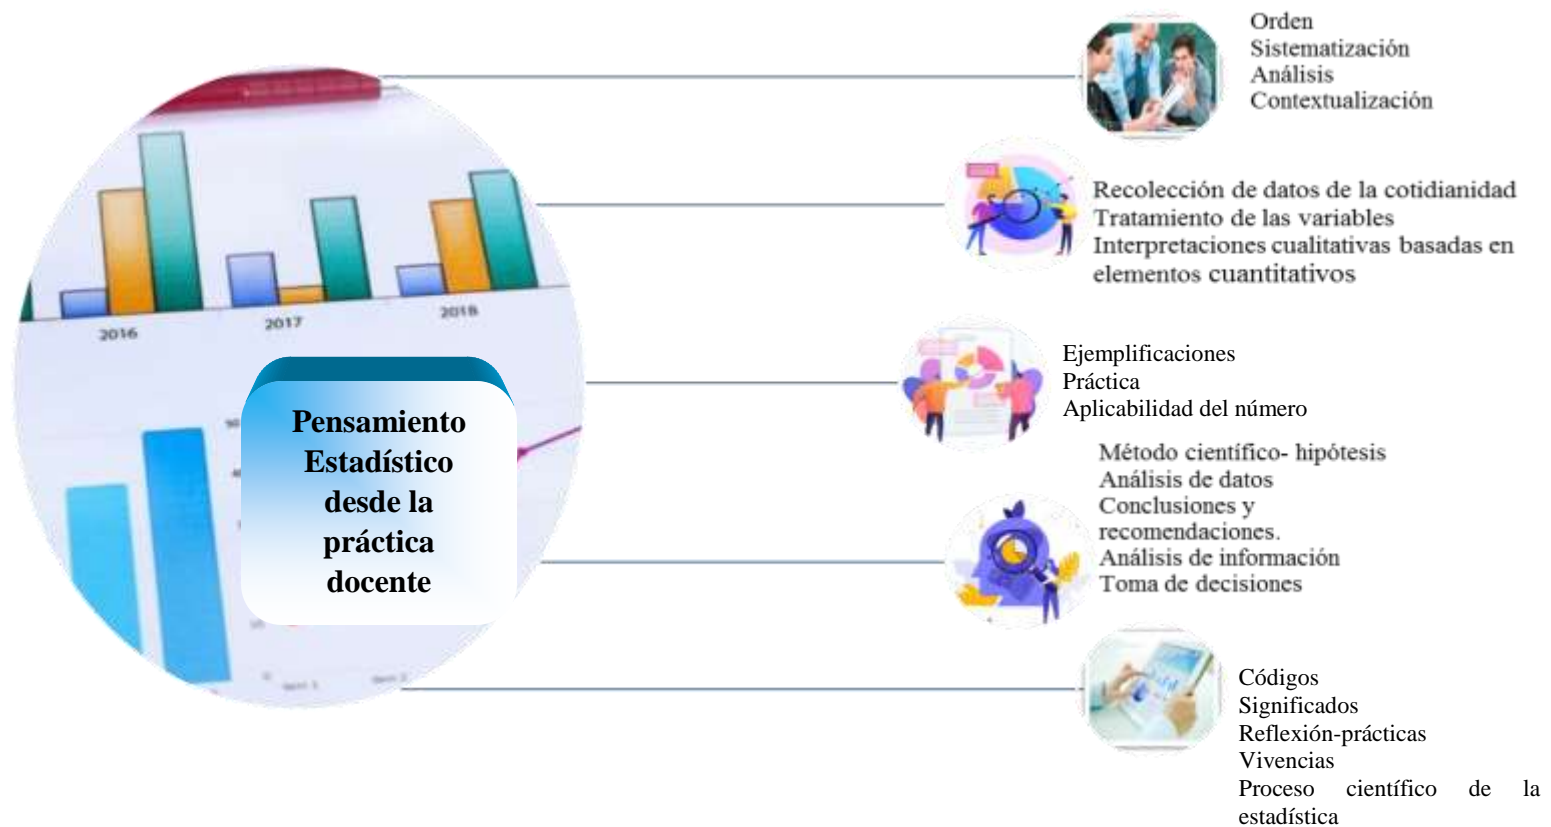 Orden
Sistematización
Análisis
Contextualización
Recolección de datos de la cotidianidad
Tratamiento de las variables
Interpretaciones cualitativas basadas en
elementos cuantitativos
2016
2017
2018
Ejemplificaciones
Práctica
Aplicabilidad del número
Pensamiento
Estadístico
desde la
práctica
docente
Método científico- hipótesis
Análisis de datos
Conclusiones y
recomendaciones.
Análisis de información
Toma de decisiones
Códigos
Significados
Reflexión-prácticas
Vivencias
Proceso científico de la
estadística